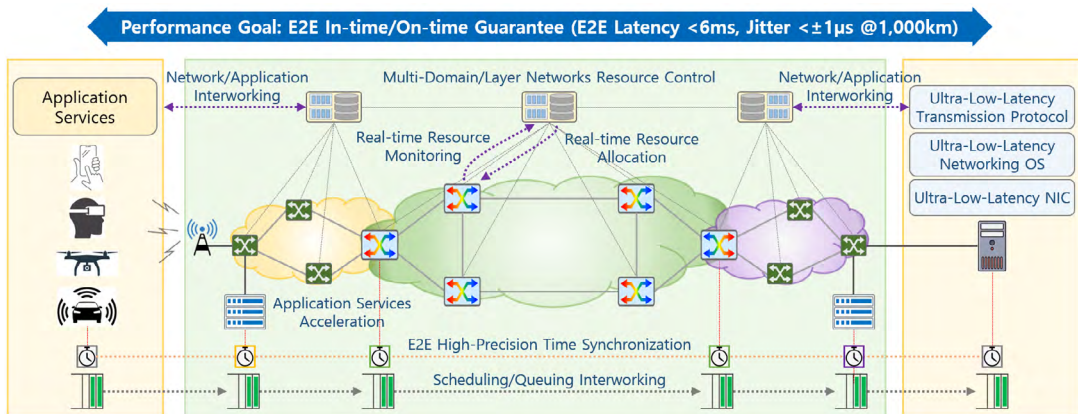 Performance Goal: E2E In-time/On-time Guarantee (E2E Latency <6ms, Jitter <±1μs @1,000km)
Application
Services
Network/Application
Interworking
Multi-Domain/Layer Networks Resource Control
Network/Application
Interworking
Real-time Resource
Monitoring
Real-time Resource
Allocation
Ultra-Low-Latency
Transmission Protocol
Ultra-Low-Latency
Networking OS
Ultra-Low-Latency NIC
Application Services
Acceleration
E2E High-Precision Time Synchronization
Scheduling/Queuing Interworking